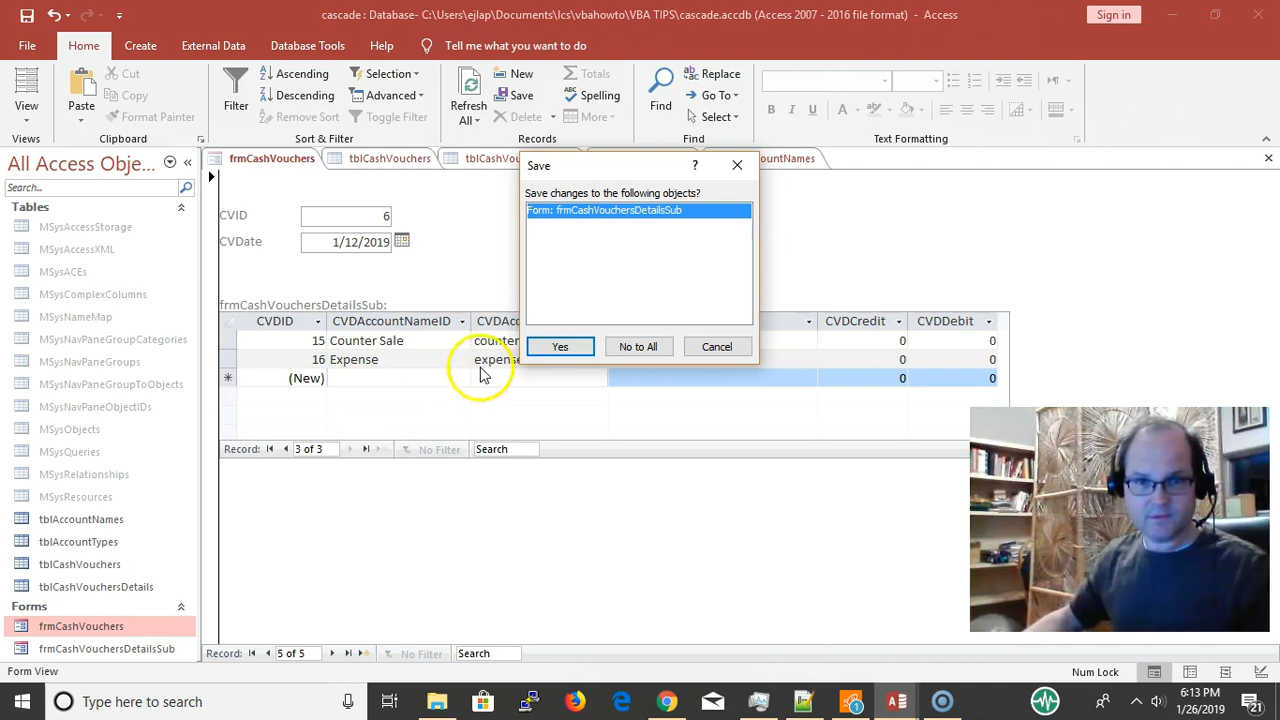 cascade : Database- C:\Users\ejlap\Documents\lcs\vbahowto\VBA TIPS\cascade.accdb (Access 2007 - 2016 file format) - Access
Sign in
File Home Create External Data Database Tools Help Tell me what you want to do
View
Views
Paste
Cut
Copy
Format Painter
Clipboard
Filter
Ascending
Descending
Remove Sort
Selection
Advanced
Toggle Filter
Sort & Filter
Refresh
All
New
Save
Delete
Totals
Spelling
More
Records
Find
Replace
Go To
Select
Find
B I U A
Text Formatting
All Access Obje...
Search...
Tables
MSysAccessStorage
MSysAccessXML
MSysACEs
MSysComplexColumns
MSysNameMap
MSysNavPaneGroupCategories
MSysNavPaneGroups
MSysNavPaneGroupToObjects
MSysNavPaneObjectIDs
MSysObjects
MSysQueries
MSysRelationships
MSysResources
tblAccountNames
tblAccountTypes
tblCashVouchers
tblCashVouchersDetails
Forms
frmCashVouchers
frmCashVouchersDetailsSub
frmCashVouchers tblCashVouchers tblCashVou ountNames
CVID 6
CVDate 1/12/2019
frmCashVouchersDetailsSub:
CVDID CVDAccountNameID CVDAcc CVDCredit CVDDebit
15 Counter Sale counter 0 0
16 Expense expense 0 0
(New) 0 0
Record: 3 of 3 No Filter Search
Save ?
Save changes to the following objects?
Form: frmCashVouchersDetailsSub
Yes No to All Cancel
Record: 5 of 5 No Filter Search
Form View
Num Lock
Type here to search
1
6:13 PM
1/26/2019
21